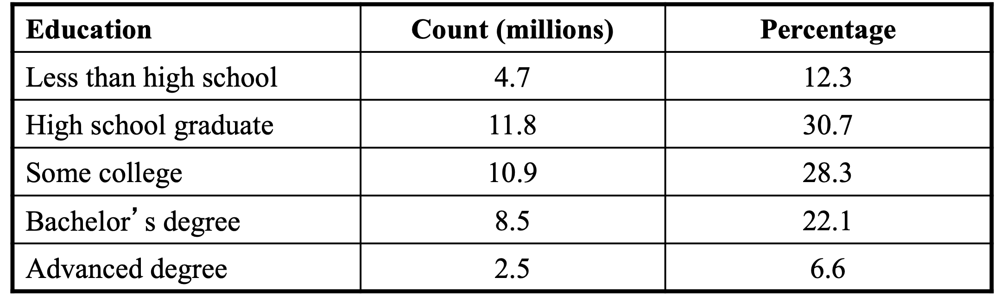 Education Count (millions) Percentage
Less than high school 4.7 12.3
High school graduate 11.8 30.7
Some college 10.9 28.3
Bachelor’s degree 8.5 22.1
Advanced degree 2.5 6.6